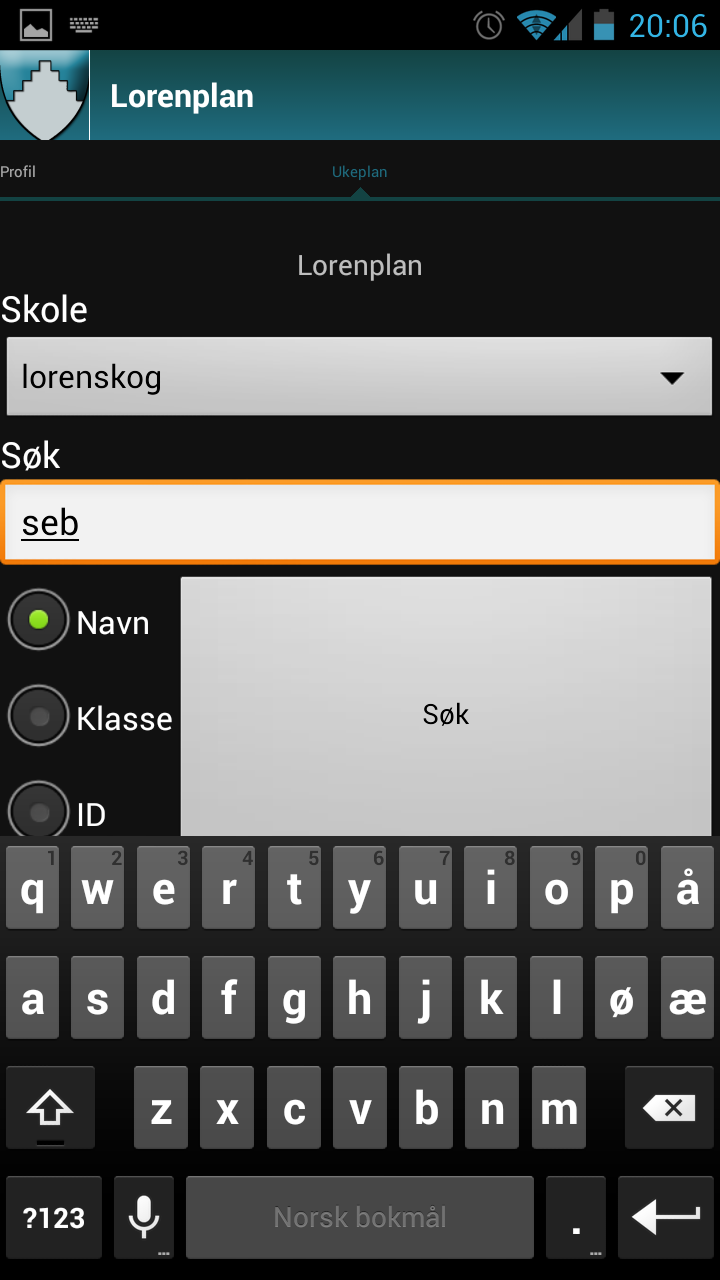 20:06
Lorenplan
Profil
Ukeplan
Lorenplan
Skole
lorenskog
Søk
seb
Navn
Klasse
ID
Søk
1 2 3 4 5 6 7 8 9 0
q w e r t y u i o p å
a s d f g h j k l ø æ
z x c v b n m
?123 Norsk bokmål . ...